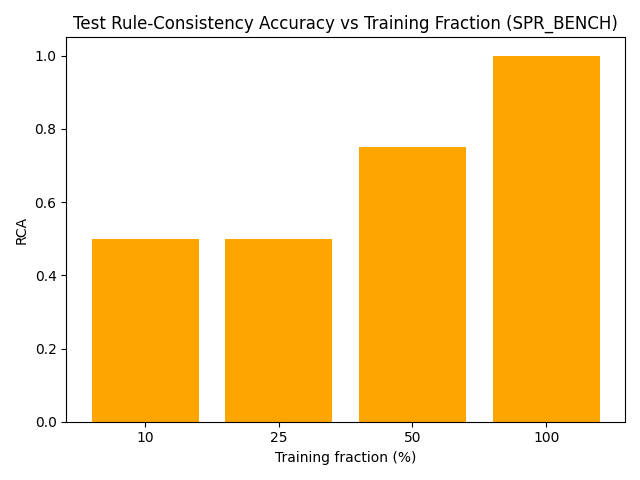 Test Rule-Consistency Accuracy vs Training Fraction (SPR_BENCH)
1.0
0.8
0.6
0.4
0.2
0.0
RCA
10 25 50 100
Training fraction (%)